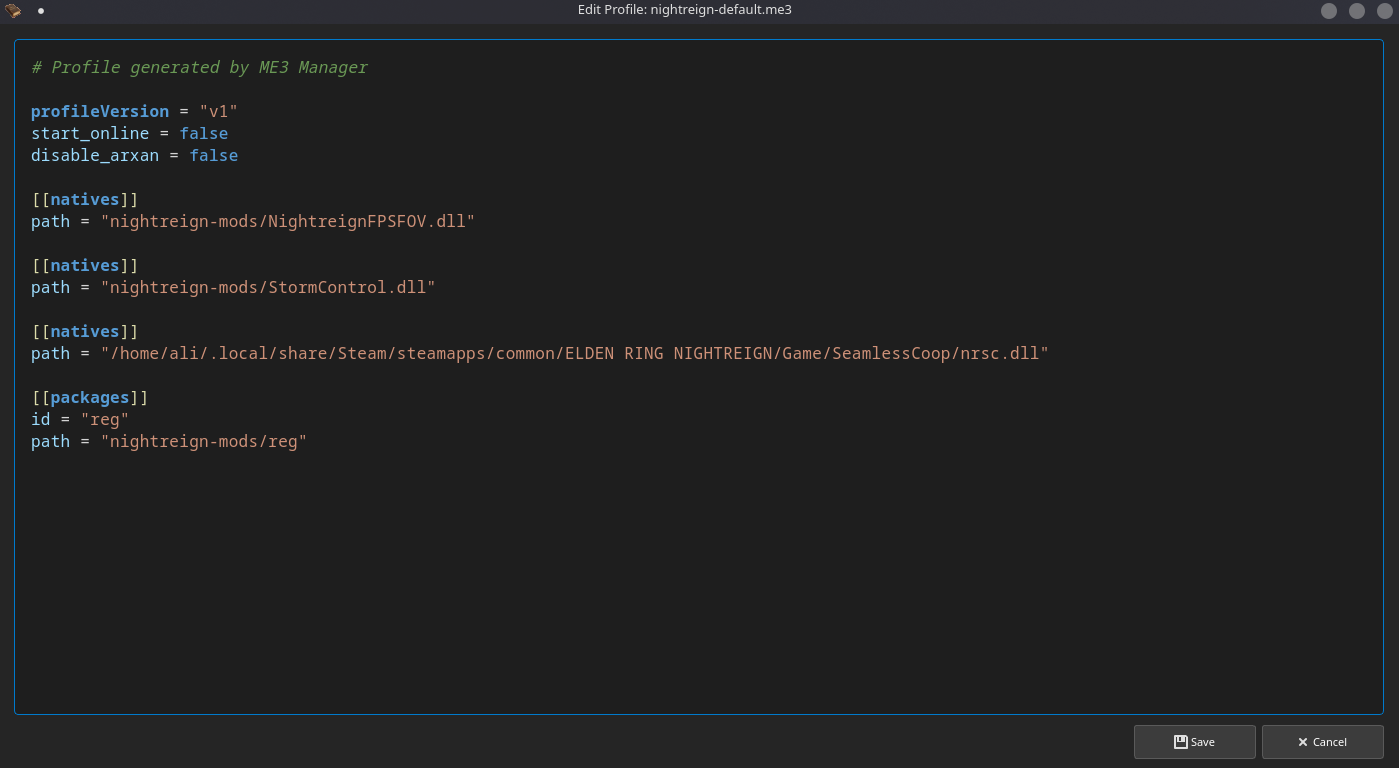 Edit Profile: nightreign-default.me3
# Profile generated by ME3 Manager
profileVersion = "v1"
start_online = false
disable_arxan = false
[[natives]]
path = "nightreign-mods/NightreignFPSFOV.dll"
[[natives]]
path = "nightreign-mods/StormControl.dll"
[[natives]]
path = "/home/ali/.local/share/Steam/steamapps/common/ELDEN RING NIGHTREIGN/Game/SeamlessCoop/nrsc.dll"
[[packages]]
id = "reg"
path = "nightreign-mods/reg"
Save
Cancel